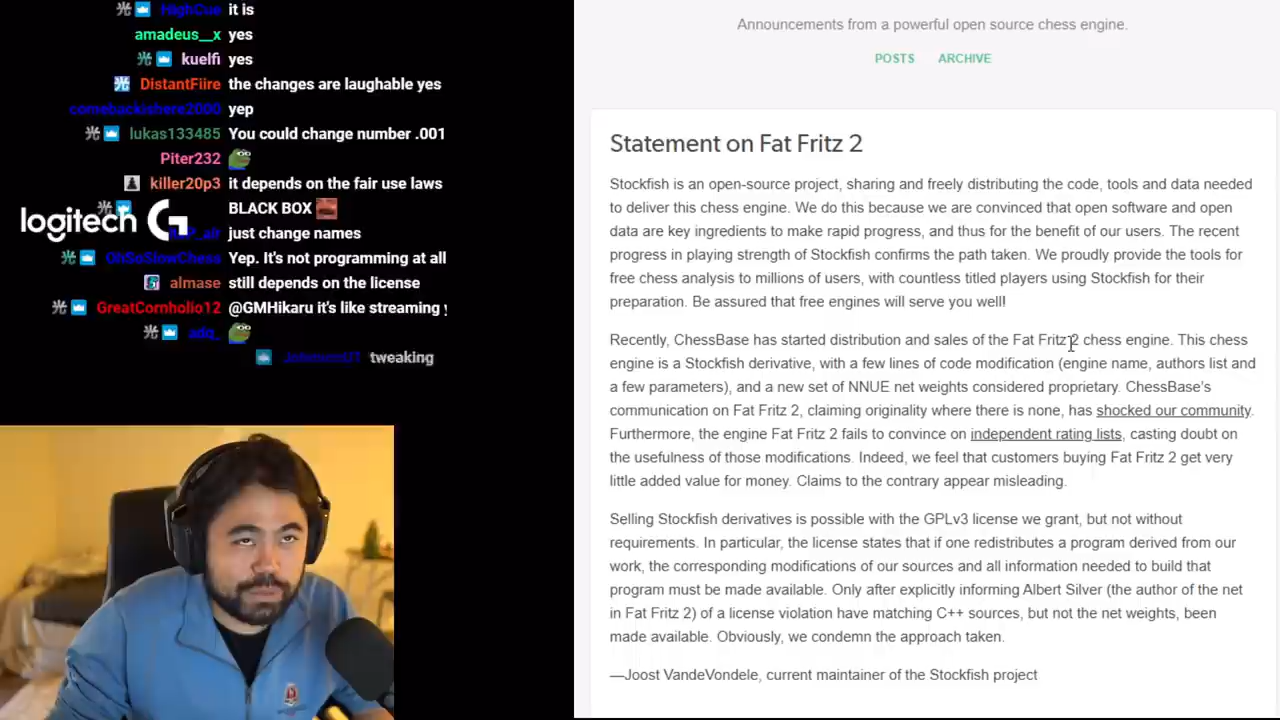 HighCue it is
amadeus__x yes
kuelfi yes
DistantFiire the changes are laughable yes
comebackishere2000 yep
lukas133485 You could change number .001
Piter232
killer20p3 it depends on the fair use laws
BLACK BOX
logitech G
just change names
OhSoSlowChess Yep. It's not programming at all
almase still depends on the license
GreatCornholio12 @GMHikaru it's like streaming
adq_
tweaking
Announcements from a powerful open source chess engine.
POSTS ARCHIVE
Statement on Fat Fritz 2
Stockfish is an open-source project, sharing and freely distributing the code, tools and data needed
to deliver this chess engine. We do this because we are convinced that open software and open
data are key ingredients to make rapid progress, and thus for the benefit of our users. The recent
progress in playing strength of Stockfish confirms the path taken. We proudly provide the tools for
free chess analysis to millions of users, with countless titled players using Stockfish for their
preparation. Be assured that free engines will serve you well!
Recently, ChessBase has started distribution and sales of the Fat Fritz 2 chess engine. This chess
engine is a Stockfish derivative, with a few lines of code modification (engine name, authors list and
a few parameters), and a new set of NNUE net weights considered proprietary. ChessBase's
communication on Fat Fritz 2, claiming originality where there is none, has shocked our community.
Furthermore, the engine Fat Fritz 2 fails to convince on independent rating lists, casting doubt on
the usefulness of those modifications. Indeed, we feel that customers buying Fat Fritz 2 get very
little added value for money. Claims to the contrary appear misleading.
Selling Stockfish derivatives is possible with the GPLv3 license we grant, but not without
requirements. In particular, the license states that if one redistributes a program derived from our
work, the corresponding modifications of our sources and all information needed to build that
program must be made available. Only after explicitly informing Albert Silver (the author of the net
in Fat Fritz 2) of a license violation have matching C++ sources, but not the net weights, been
made available. Obviously, we condemn the approach taken.
—Joost VandeVondele, current maintainer of the Stockfish project